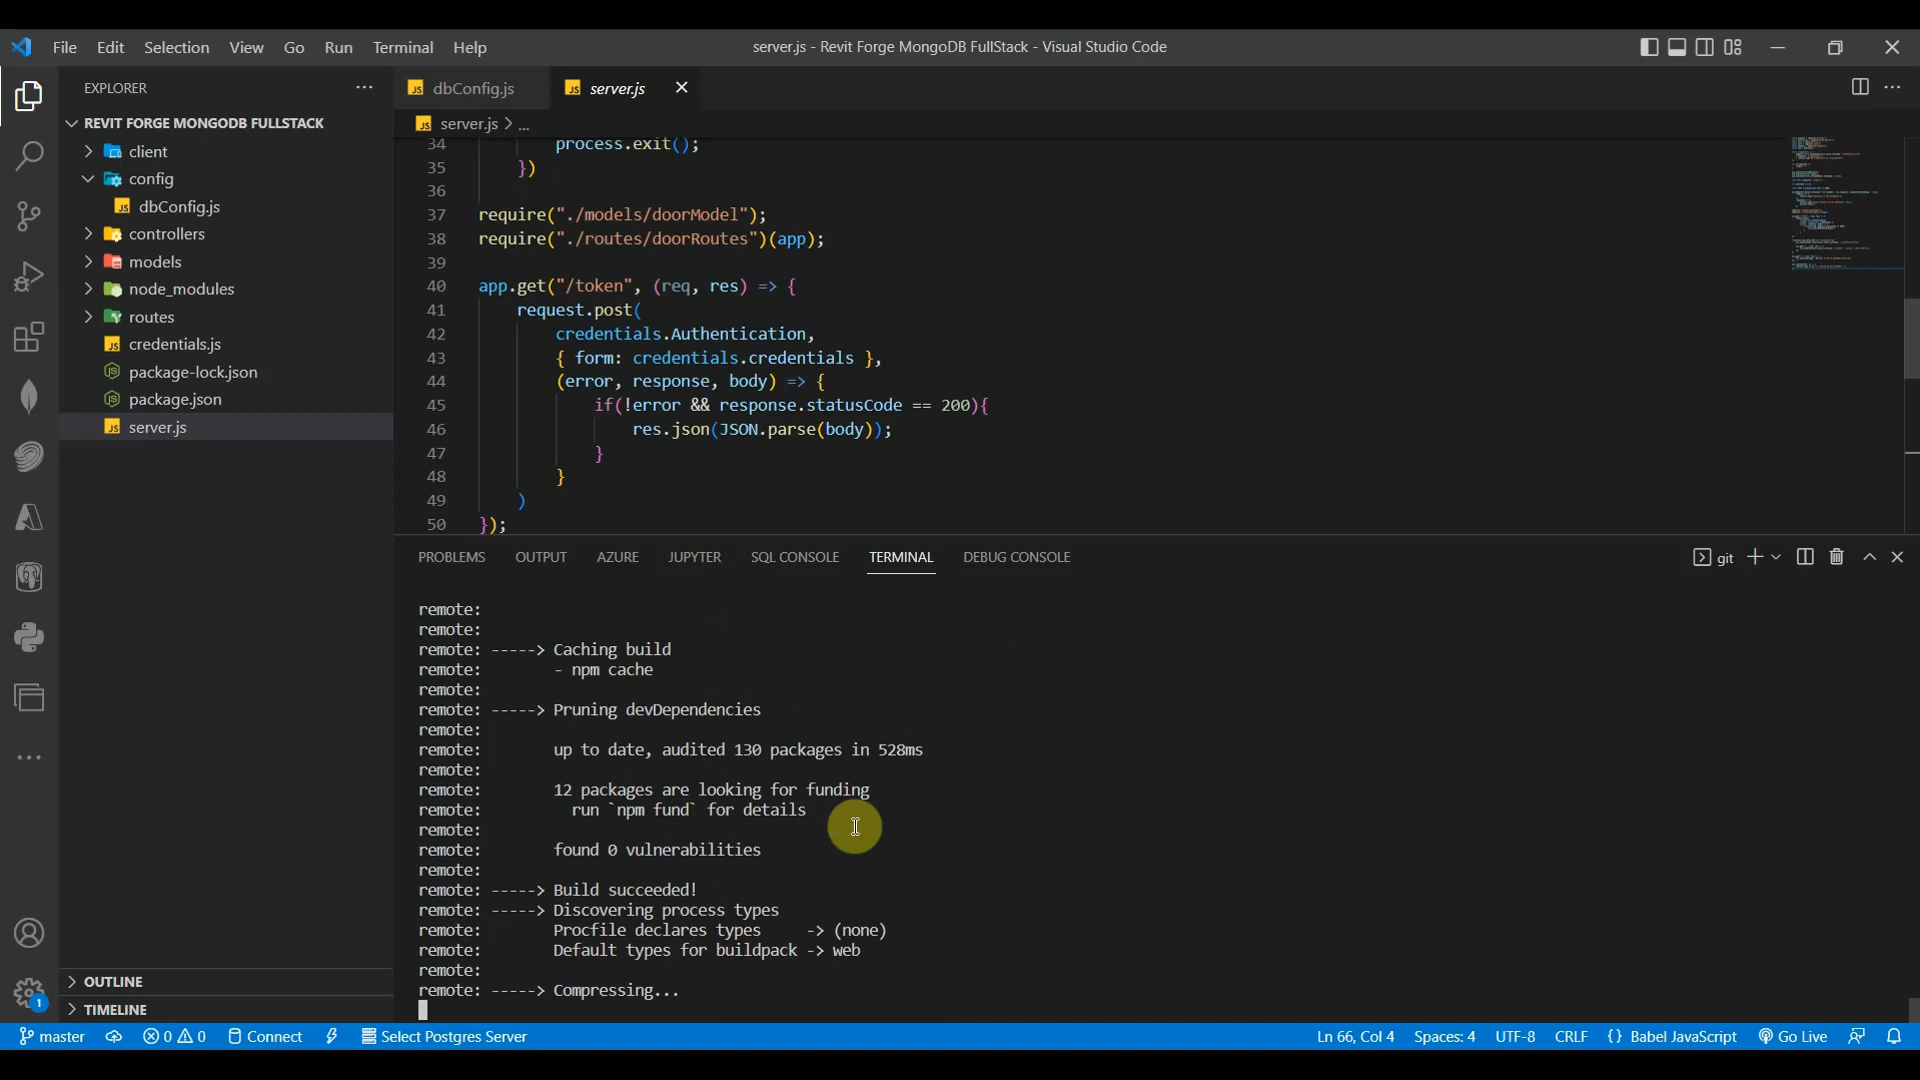 File Edit Selection View Go Run Terminal Help
server.js - Revit Forge MongoDB FullStack - Visual Studio Code
EXPLORER
REVIT FORGE MONGODB FULLSTACK
client
config
dbConfig.js
controllers
models
node_modules
routes
credentials.js
package-lock.json
package.json
server.js
OUTLINE
TIMELINE
dbConfig.js
server.js
server.js > ...
34 process.exit();
35 })
36
37 require("./models/doorModel");
38 require("./routes/doorRoutes")(app);
39
40 app.get("/token", (req, res) => {
41 request.post(
42 credentials.Authentication,
43 { form: credentials.credentials },
44 (error, response, body) => {
45 if(!error && response.statusCode == 200){
46 res.json(JSON.parse(body));
47 }
48 }
49 )
50 });
PROBLEMS OUTPUT AZURE JUPYTER SQL CONSOLE TERMINAL DEBUG CONSOLE
git
remote:
remote:
remote: -----> Caching build
remote: - npm cache
remote:
remote: -----> Pruning devDependencies
remote:
remote: up to date, audited 130 packages in 528ms
remote:
remote: 12 packages are looking for funding
remote: run `npm fund` for details
remote:
remote: found 0 vulnerabilities
remote:
remote: -----> Build succeeded!
remote: -----> Discovering process types
remote: Procfile declares types -> (none)
remote: Default types for buildpack -> web
remote:
remote: -----> Compressing...
1
master 0 0 Connect Select Postgres Server Ln 66, Col 4 Spaces: 4 UTF-8 CRLF {} Babel JavaScript Go Live